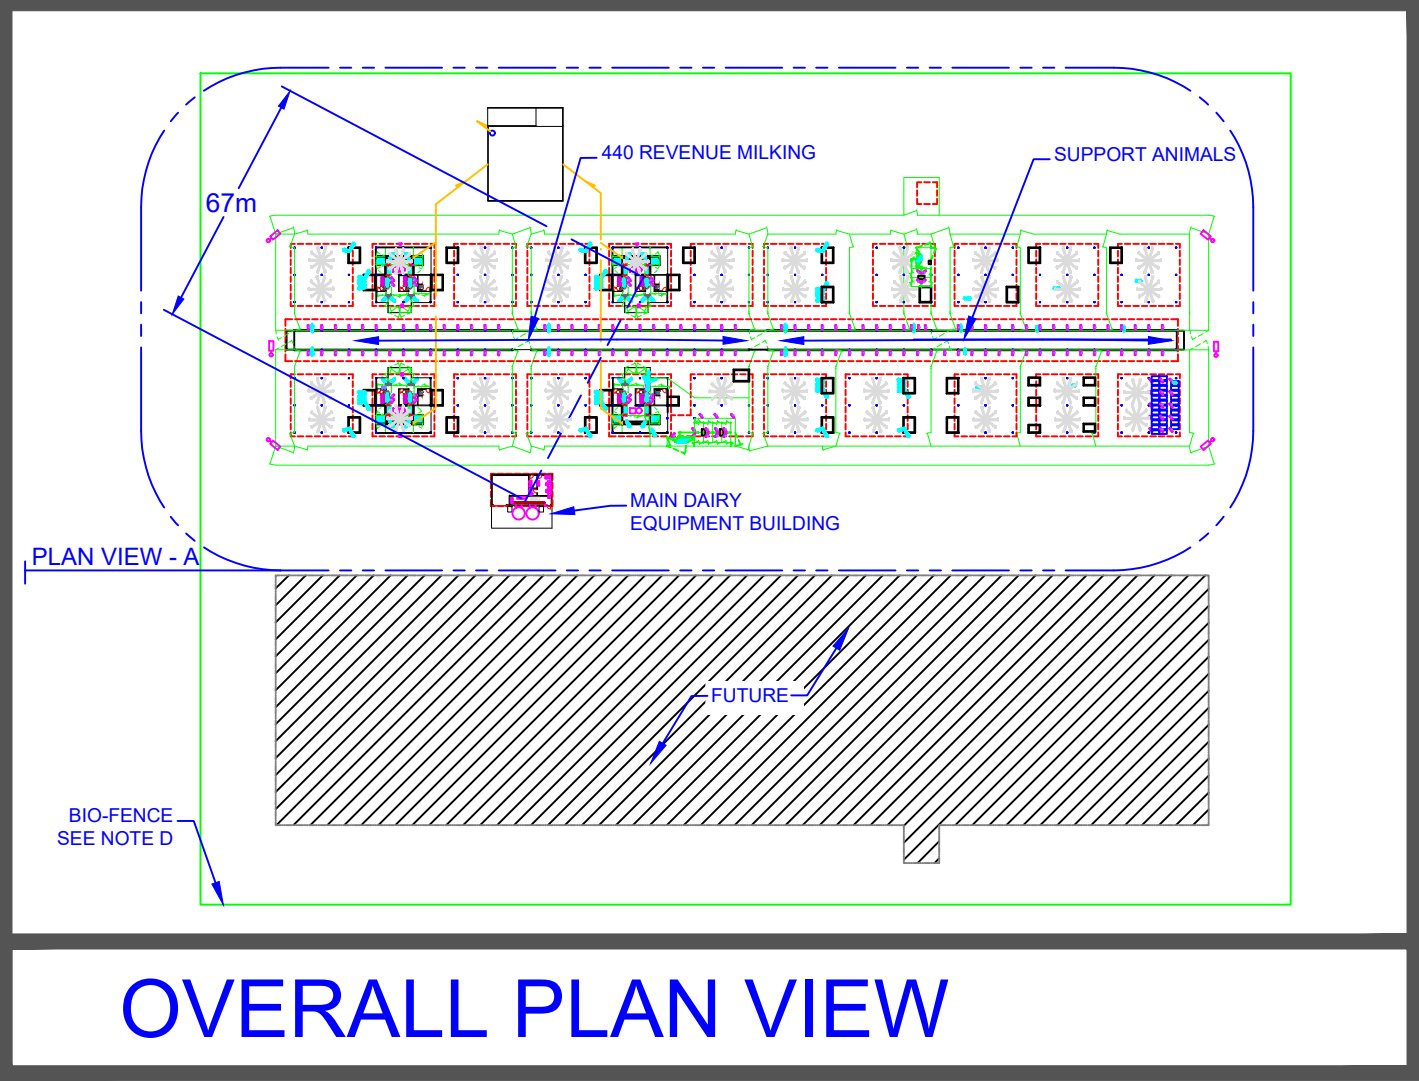 440 REVENUE MILKING
SUPPORT ANIMALS
67m
MAIN DAIRY
EQUIPMENT BUILDING
PLAN VIEW - A
FUTURE
BIO-FENCE
SEE NOTE D
OVERALL PLAN VIEW